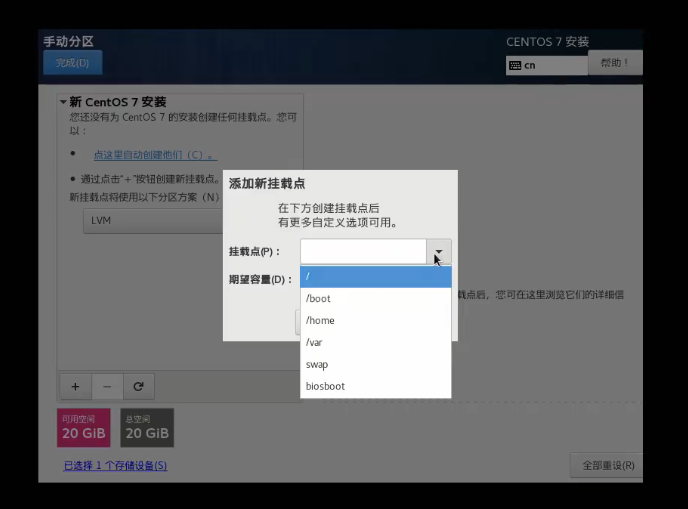 手动分区
CENTOS 7 安装
完成(D)
cn
帮助！
新 CentOS 7 安装
您还没有为 CentOS 7 的安装创建任何挂载点。您可
以：
• 点这里自动创建他们（C）。
• 通过点击"+"按钮创建新挂载点。
新挂载点将使用以下分区方案（N）
LVM
添加新挂载点
在下方创建挂载点后
有更多自定义选项可用。
挂载点(P)：
期望容量(D)：
/
/boot
/home
/var
swap
biosboot
载点后，您可在这里浏览它们的详细信
+ −
可用空间
20 GiB
总空间
20 GiB
已选择 1 个存储设备(S)
全部重设(R)